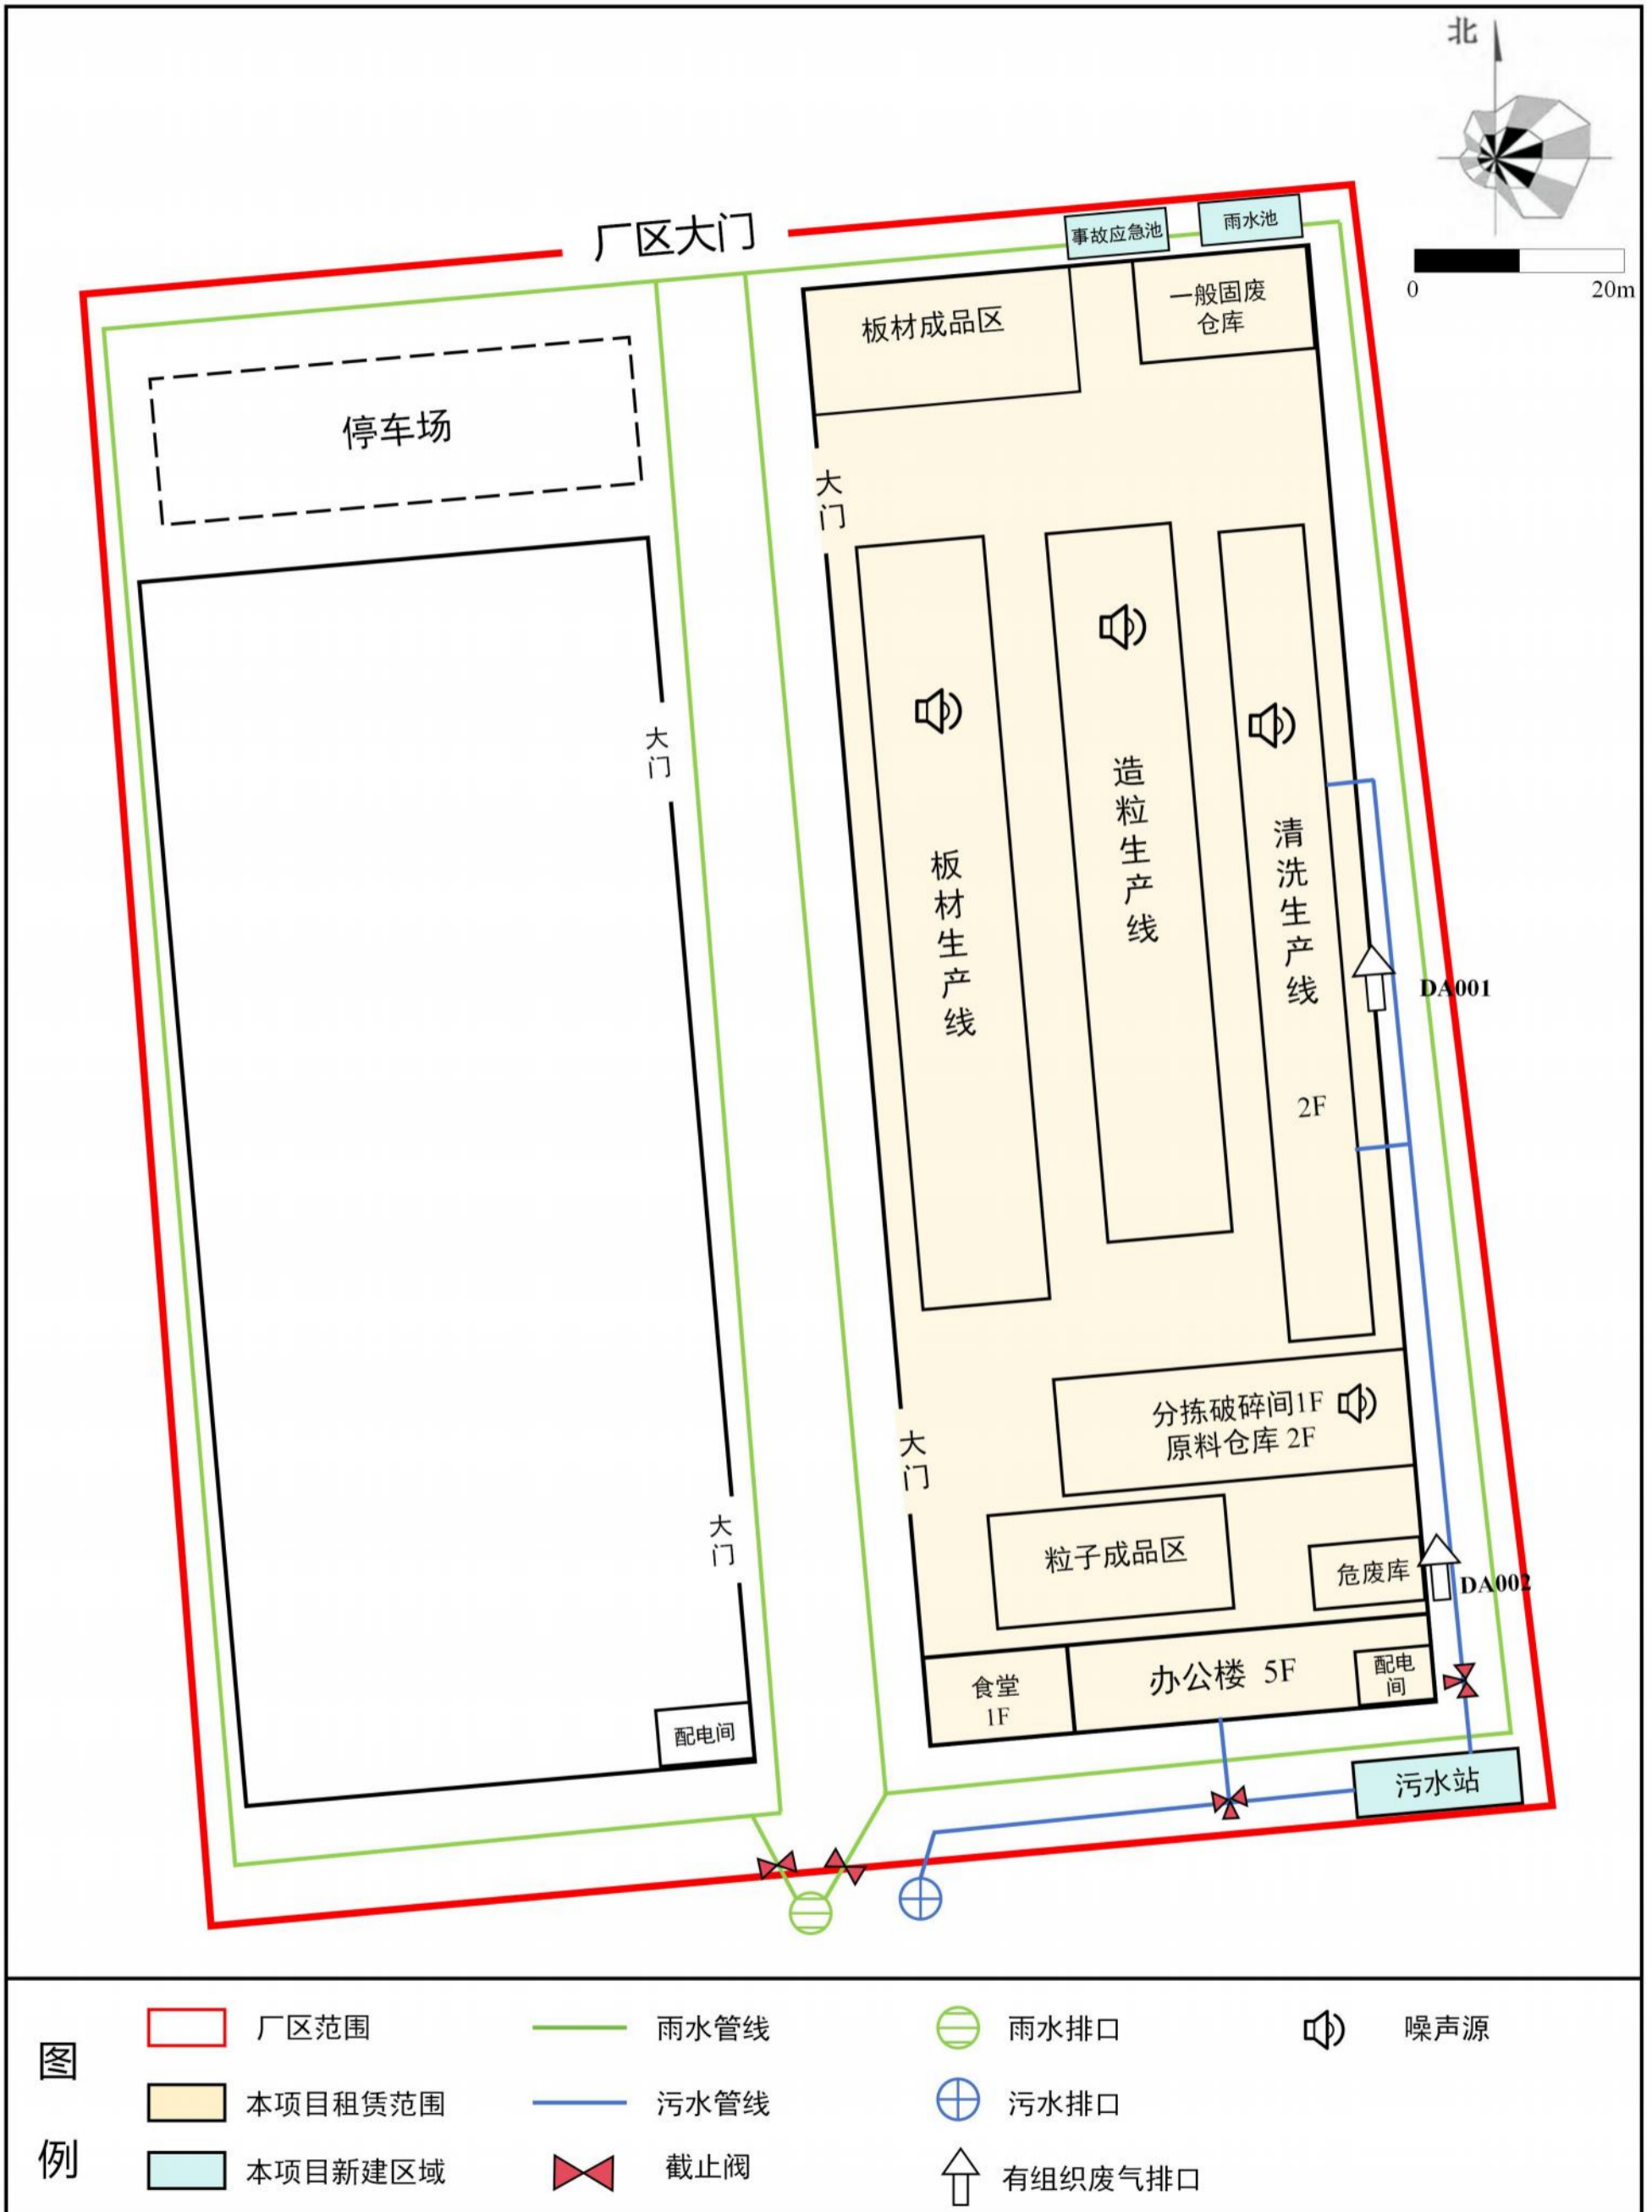 北
0 20m
厂区大门
事故应急池
雨水池
板材成品区
一般固废
仓库
停车场
大门
大门
板材生产线
造粒生产线
清洗生产线
2F
DA001
大门
大门
分拣破碎间1F
原料仓库 2F
粒子成品区
危废库
DA002
食堂
1F
办公楼 5F
配电
间
配电间
污水站
图例
厂区范围
雨水管线
雨水排口
噪声源
本项目租赁范围
污水管线
污水排口
本项目新建区域
截止阀
有组织废气排口